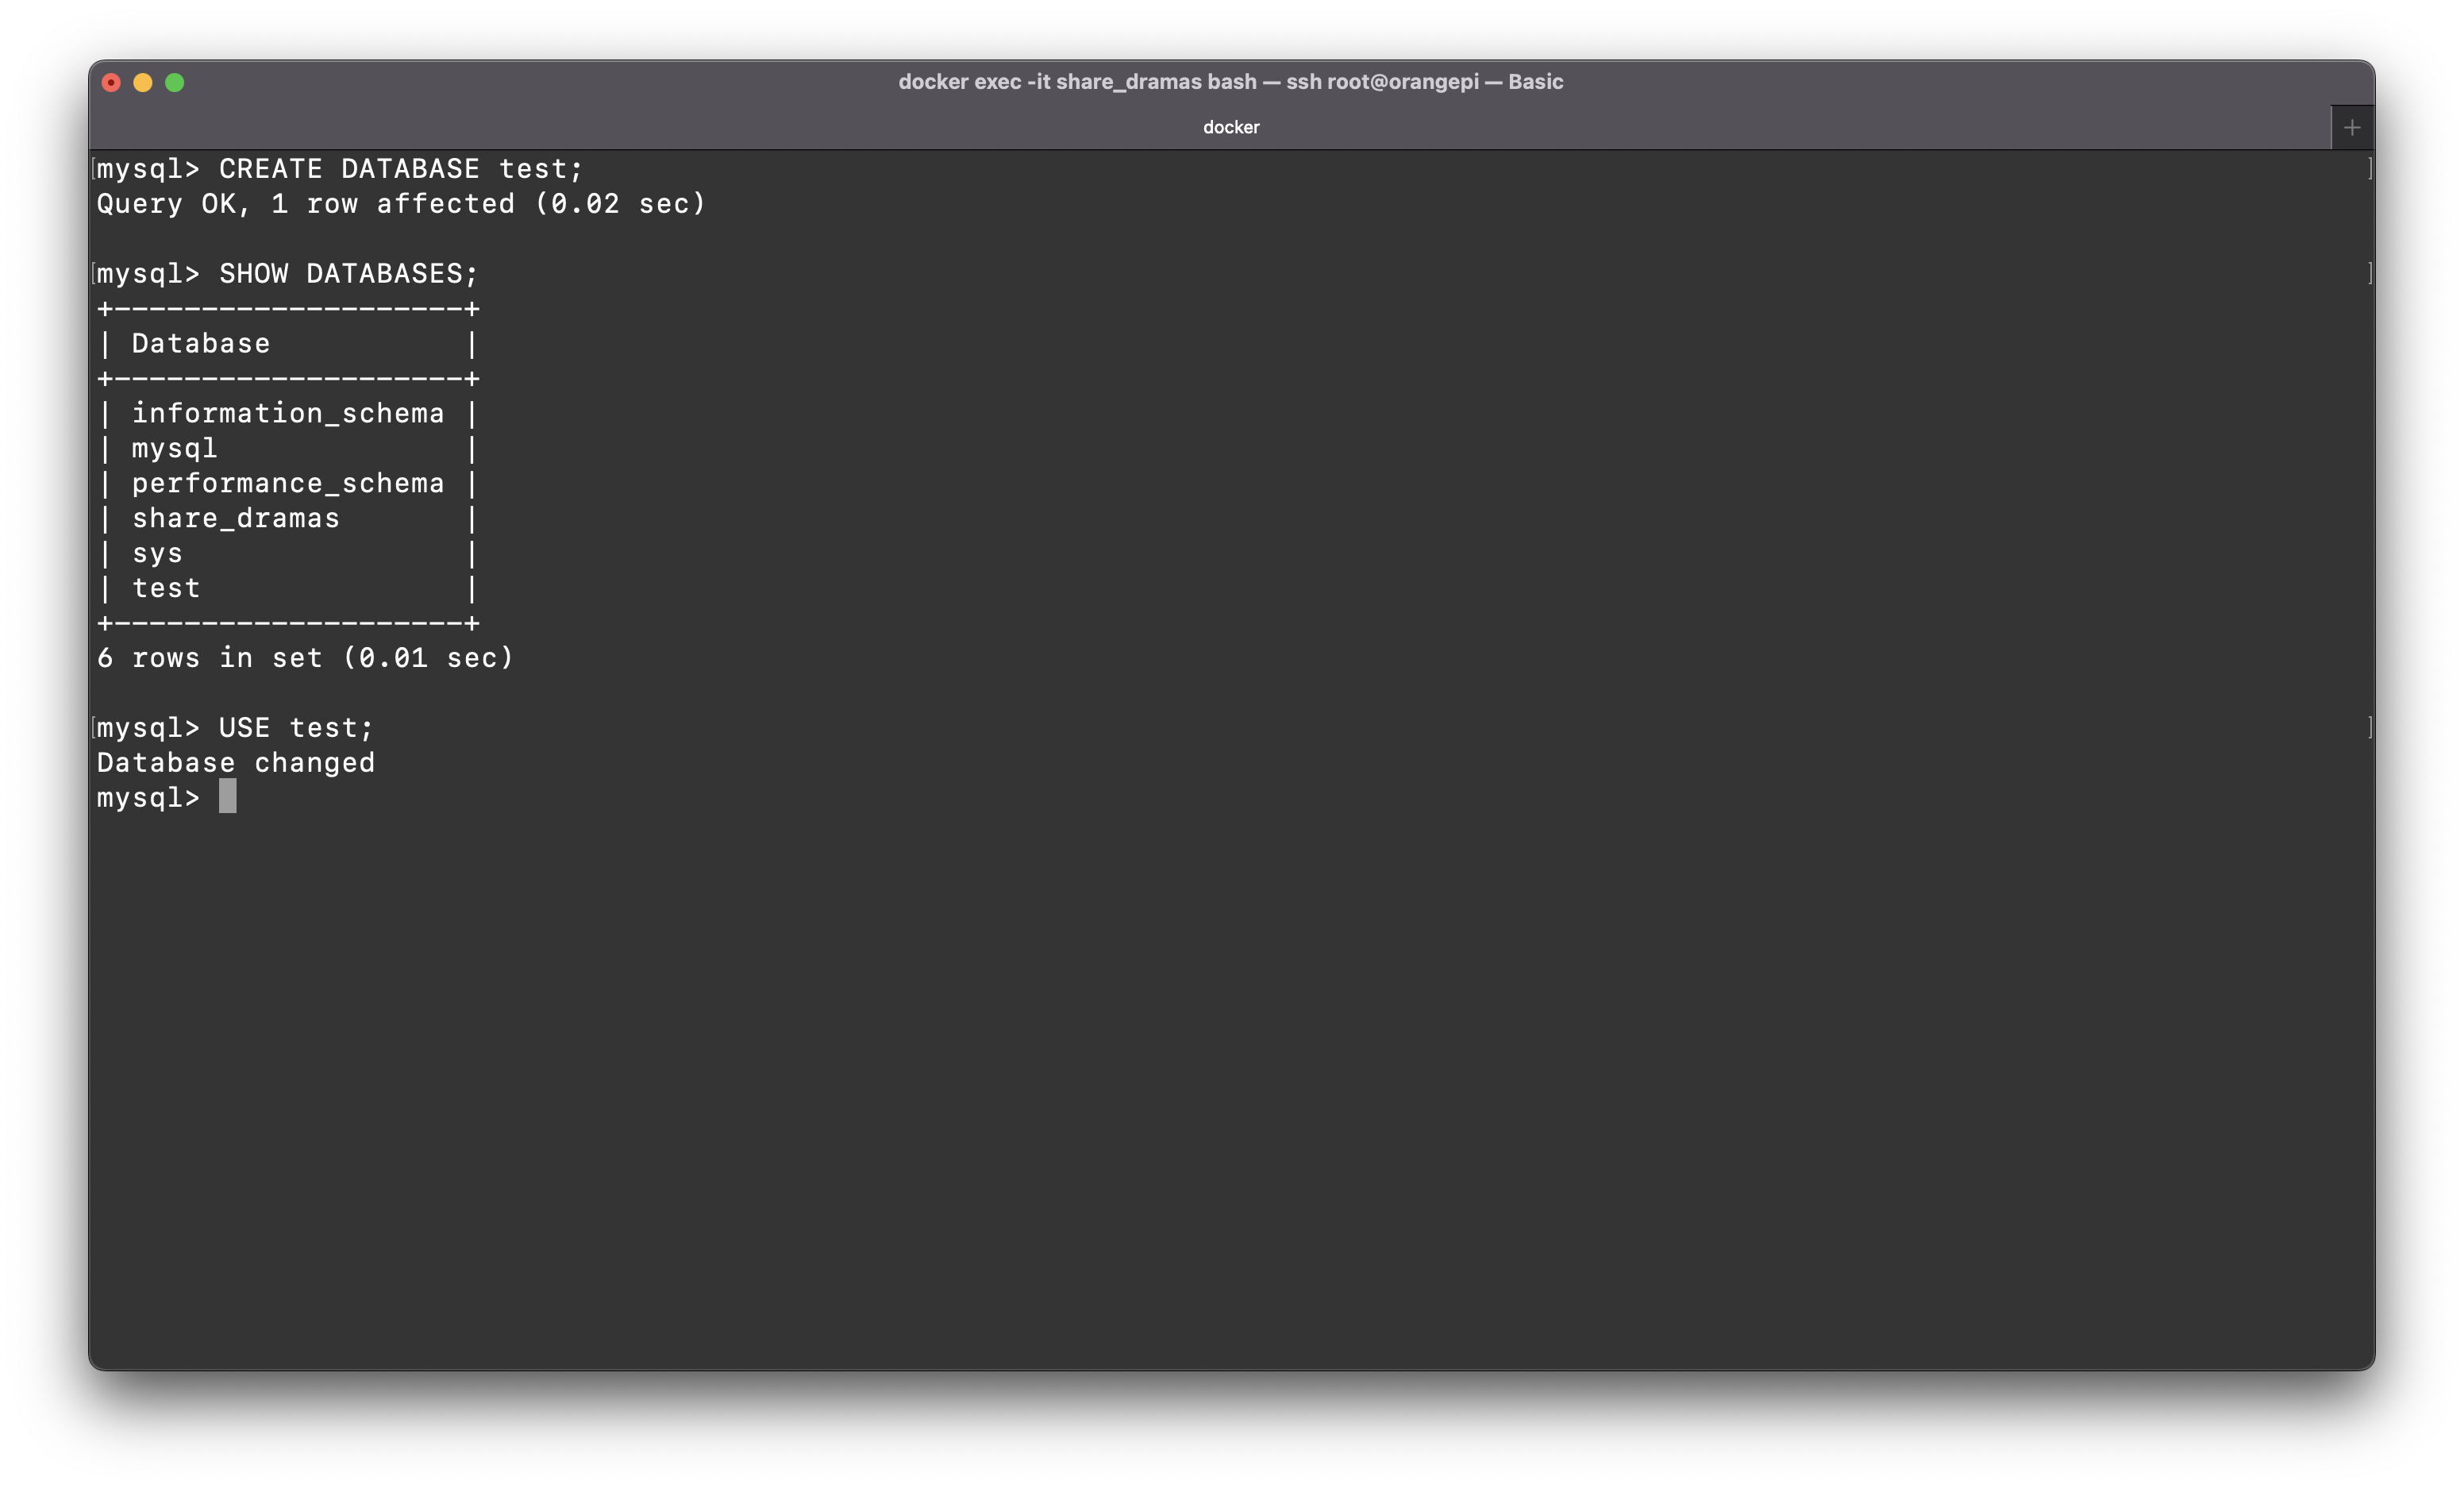 docker exec -it share_dramas bash — ssh root@orangepi — Basic
docker
+
[mysql> CREATE DATABASE test; ]
Query OK, 1 row affected (0.02 sec)
[mysql> SHOW DATABASES; ]
+--------------------+
| Database           |
+--------------------+
| information_schema |
| mysql              |
| performance_schema |
| share_dramas       |
| sys                |
| test               |
+--------------------+
6 rows in set (0.01 sec)
[mysql> USE test; ]
Database changed
mysql>